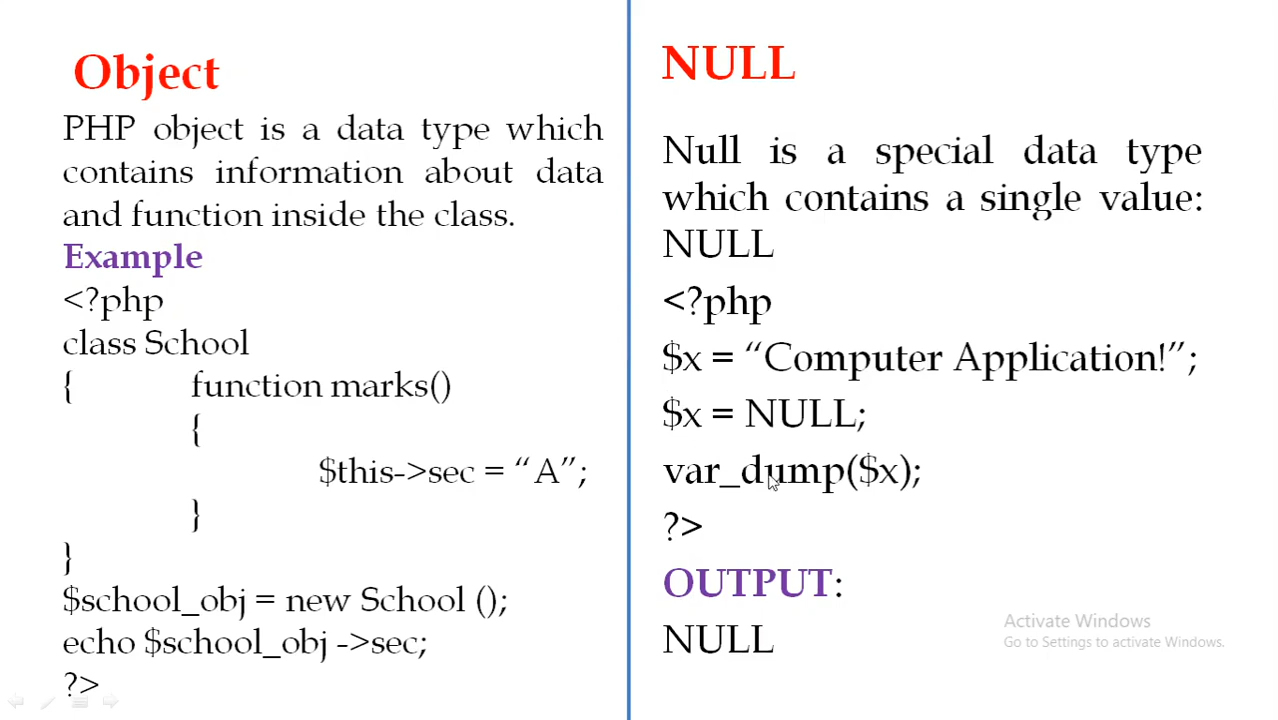 Object
PHP object is a data type which
contains information about data
and function inside the class.
Example
<?php
class School
{ function marks()
{
$this->sec = “A”;
}
}
$school_obj = new School ();
echo $school_obj ->sec;
?>
NULL
Null is a special data type
which contains a single value:
NULL
<?php
$x = “Computer Application!”;
$x = NULL;
var_dump($x);
?>
OUTPUT:
NULL
Activate Windows
Go to Settings to activate Windows.